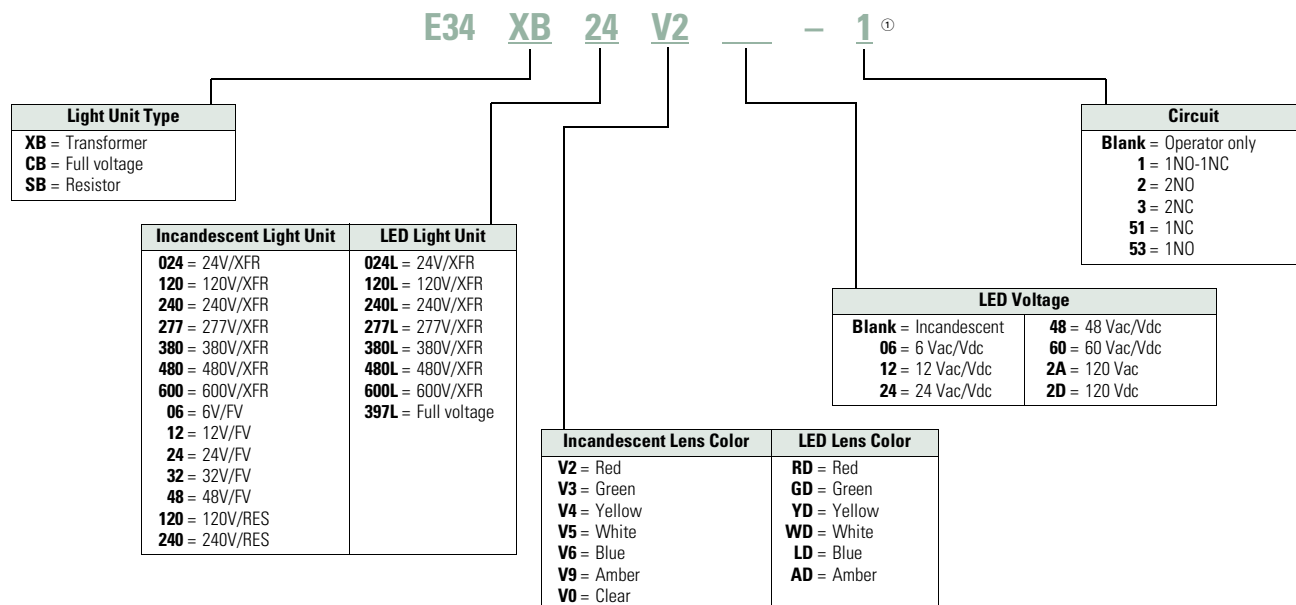 E34 XB 24 V2 __ – 1 ①
Light Unit Type
XB = Transformer
CB = Full voltage
SB = Resistor
Circuit
Blank = Operator only
1 = 1NO-1NC
2 = 2NO
3 = 2NC
51 = 1NC
53 = 1NO
Incandescent Light Unit
024 = 24V/XFR
120 = 120V/XFR
240 = 240V/XFR
277 = 277V/XFR
380 = 380V/XFR
480 = 480V/XFR
600 = 600V/XFR
06 = 6V/FV
12 = 12V/FV
24 = 24V/FV
32 = 32V/FV
48 = 48V/FV
120 = 120V/RES
240 = 240V/RES
LED Light Unit
024L = 24V/XFR
120L = 120V/XFR
240L = 240V/XFR
277L = 277V/XFR
380L = 380V/XFR
480L = 480V/XFR
600L = 600V/XFR
397L = Full voltage
LED Voltage
Blank = Incandescent
06 = 6 Vac/Vdc
12 = 12 Vac/Vdc
24 = 24 Vac/Vdc
48 = 48 Vac/Vdc
60 = 60 Vac/Vdc
2A = 120 Vac
2D = 120 Vdc
Incandescent Lens Color
V2 = Red
V3 = Green
V4 = Yellow
V5 = White
V6 = Blue
V9 = Amber
V0 = Clear
LED Lens Color
RD = Red
GD = Green
YD = Yellow
WD = White
LD = Blue
AD = Amber